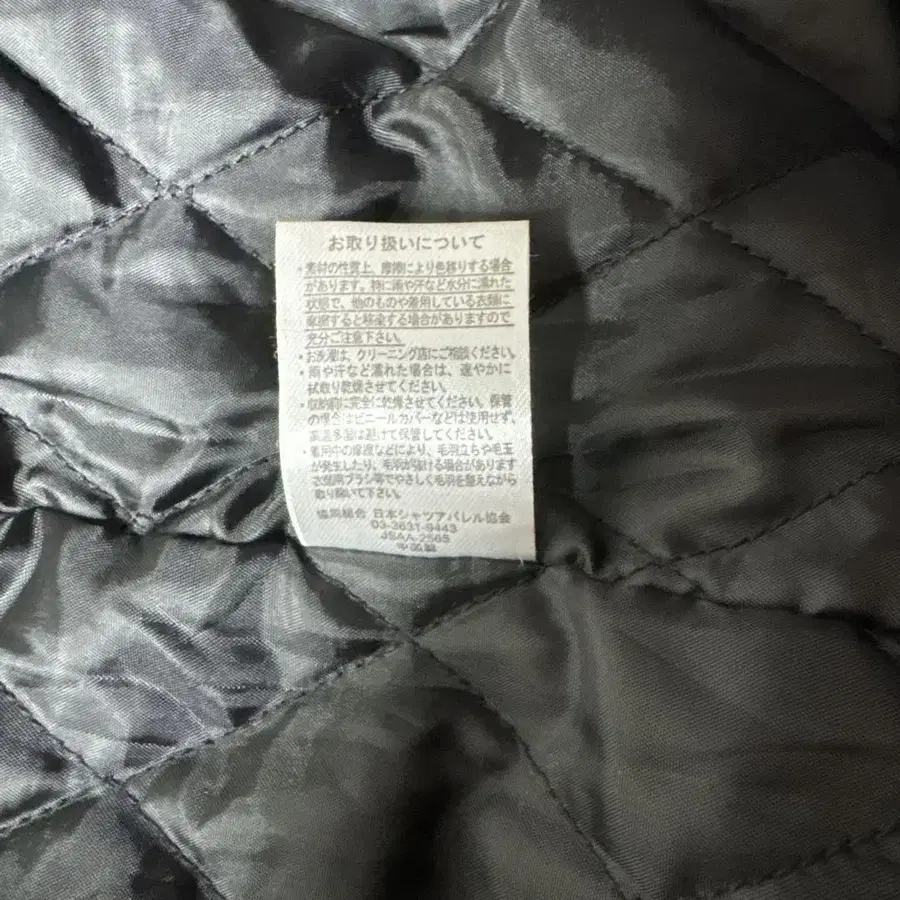 お取り扱いについて
・素材の性質上、摩擦により色移りする場合
があります。特に雨や汗など水分に濡れた
状態で、他のものや着用している衣類に
摩擦すると移染する場合がありますので
充分ご注意下さい。
・お洗濯は、クリーニング店にご相談ください。
・雨や汗など濡れた場合は、速やかに
拭取り乾燥させてください。
・収納前に完全に乾燥させてください。保管
の場合はビニールカバーなどは使用せず、
高温多湿は避けて保管してください。
・着用中の摩擦などにより、毛羽立ちや毛玉
が発生したり、毛羽が抜ける場合があります
衣類用ブラシ等でやさしく毛羽を整えながら
取り除いて下さい。
協同組合 日本シャツアパレル協会
03-3631-9443
JSAA-2565
中国製